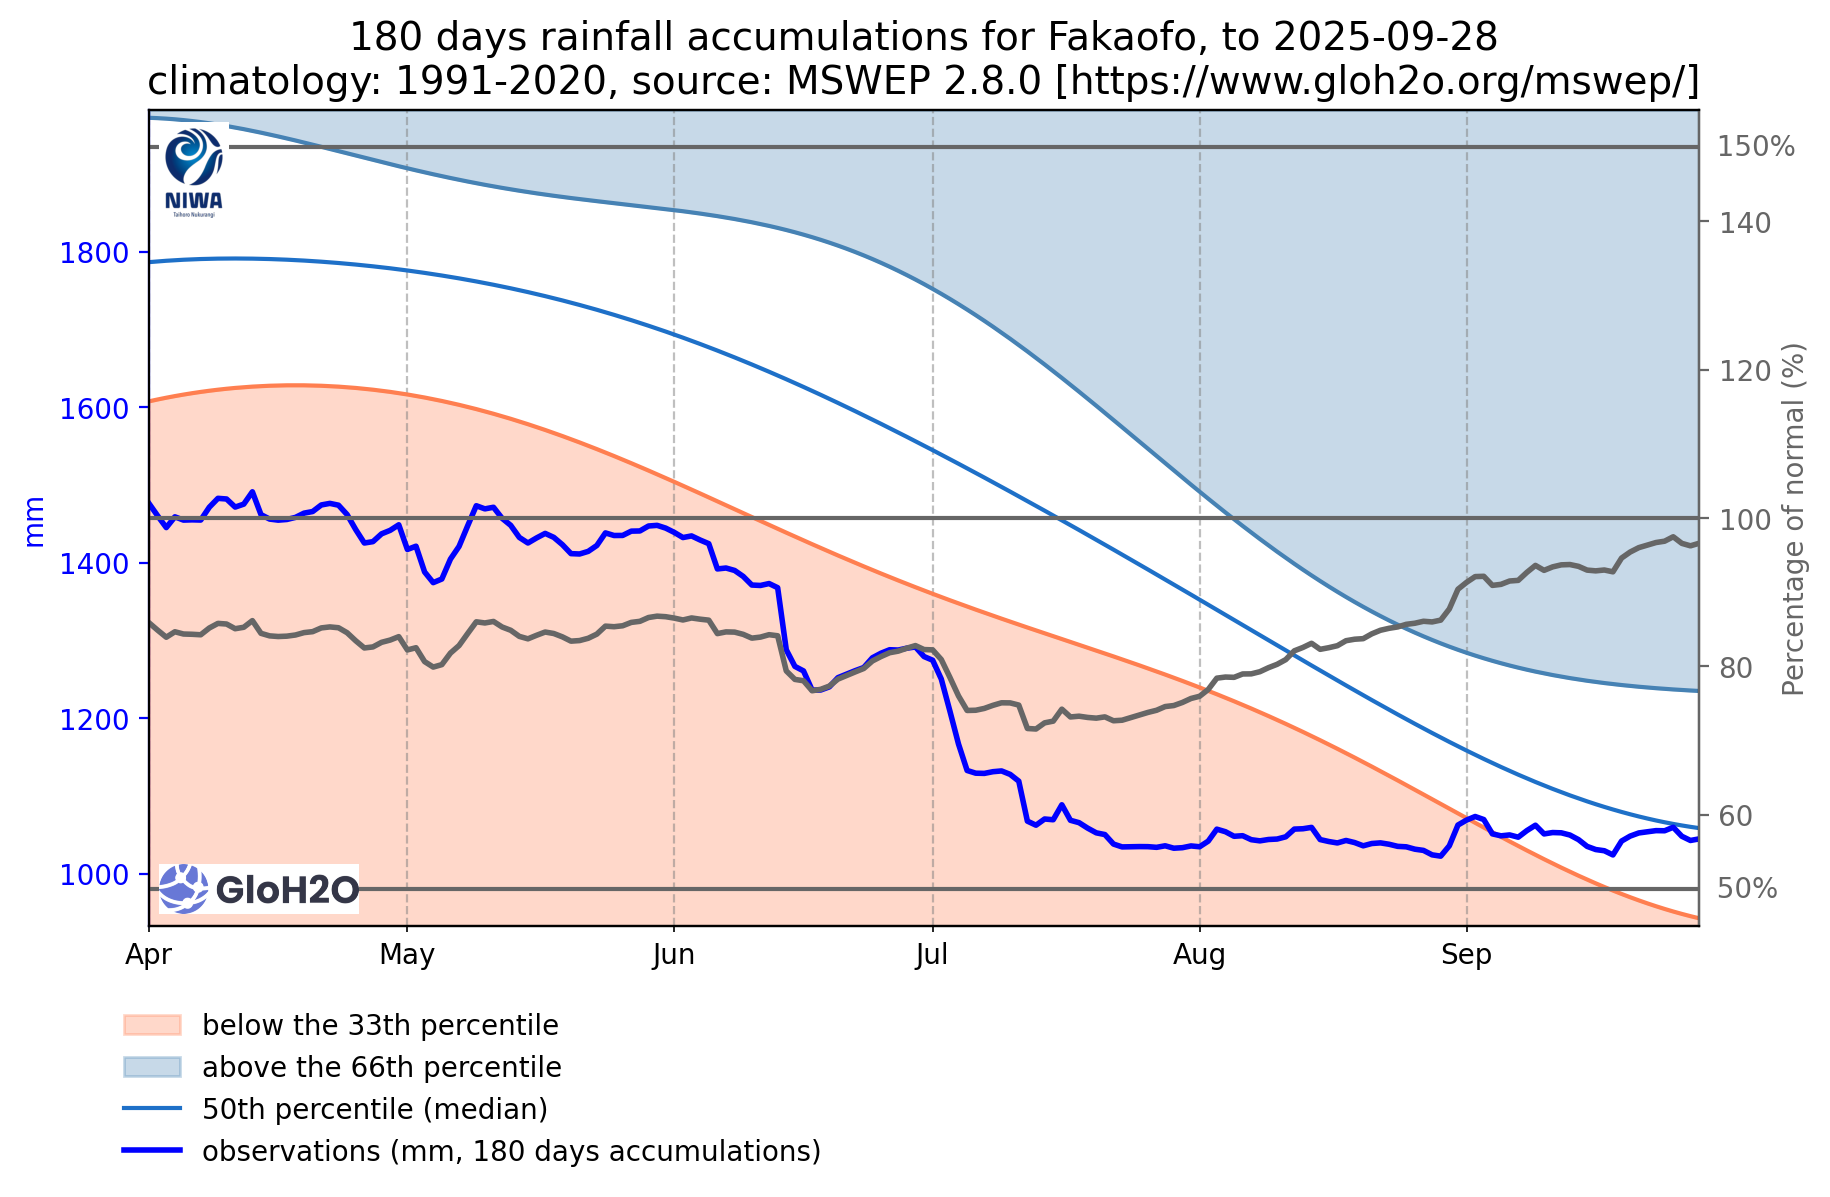 180 days rainfall accumulations for Fakaofo, to 2025-09-28
climatology: 1991-2020, source: MSWEP 2.8.0 [https://www.gloh2o.org/mswep/]
NIWA
Taihoro Nukurangi
1800
1600
1400
1200
1000
mm
150%
140
120
100
80
60
50%
Percentage of normal (%)
GloH2O
Apr
May
Jun
Jul
Aug
Sep
below the 33th percentile
above the 66th percentile
50th percentile (median)
observations (mm, 180 days accumulations)